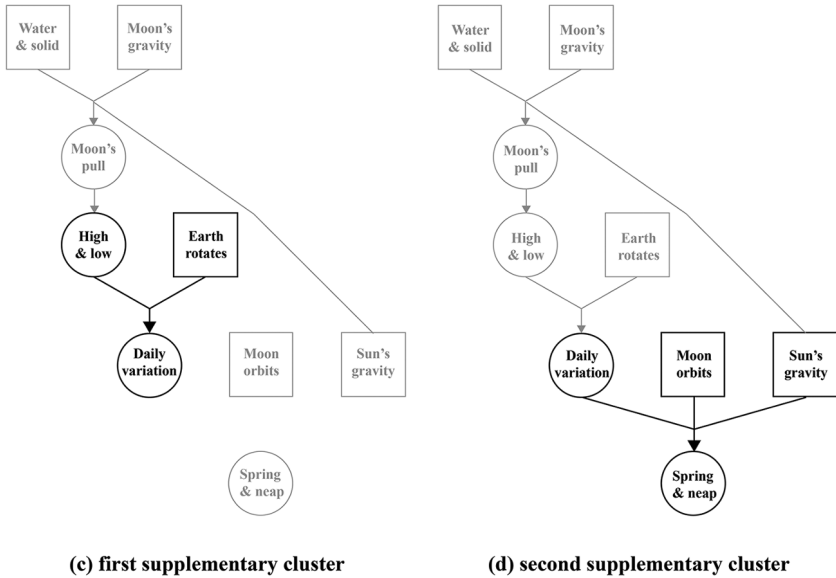 Water
& solid
Moon's
gravity
Moon's
pull
High
& low
Earth
rotates
Daily
variation
Moon
orbits
Sun's
gravity
Spring
& neap
(c) first supplementary cluster
Water
& solid
Moon's
gravity
Moon's
pull
High
& low
Earth
rotates
Daily
variation
Moon
orbits
Sun's
gravity
Spring
& neap
(d) second supplementary cluster